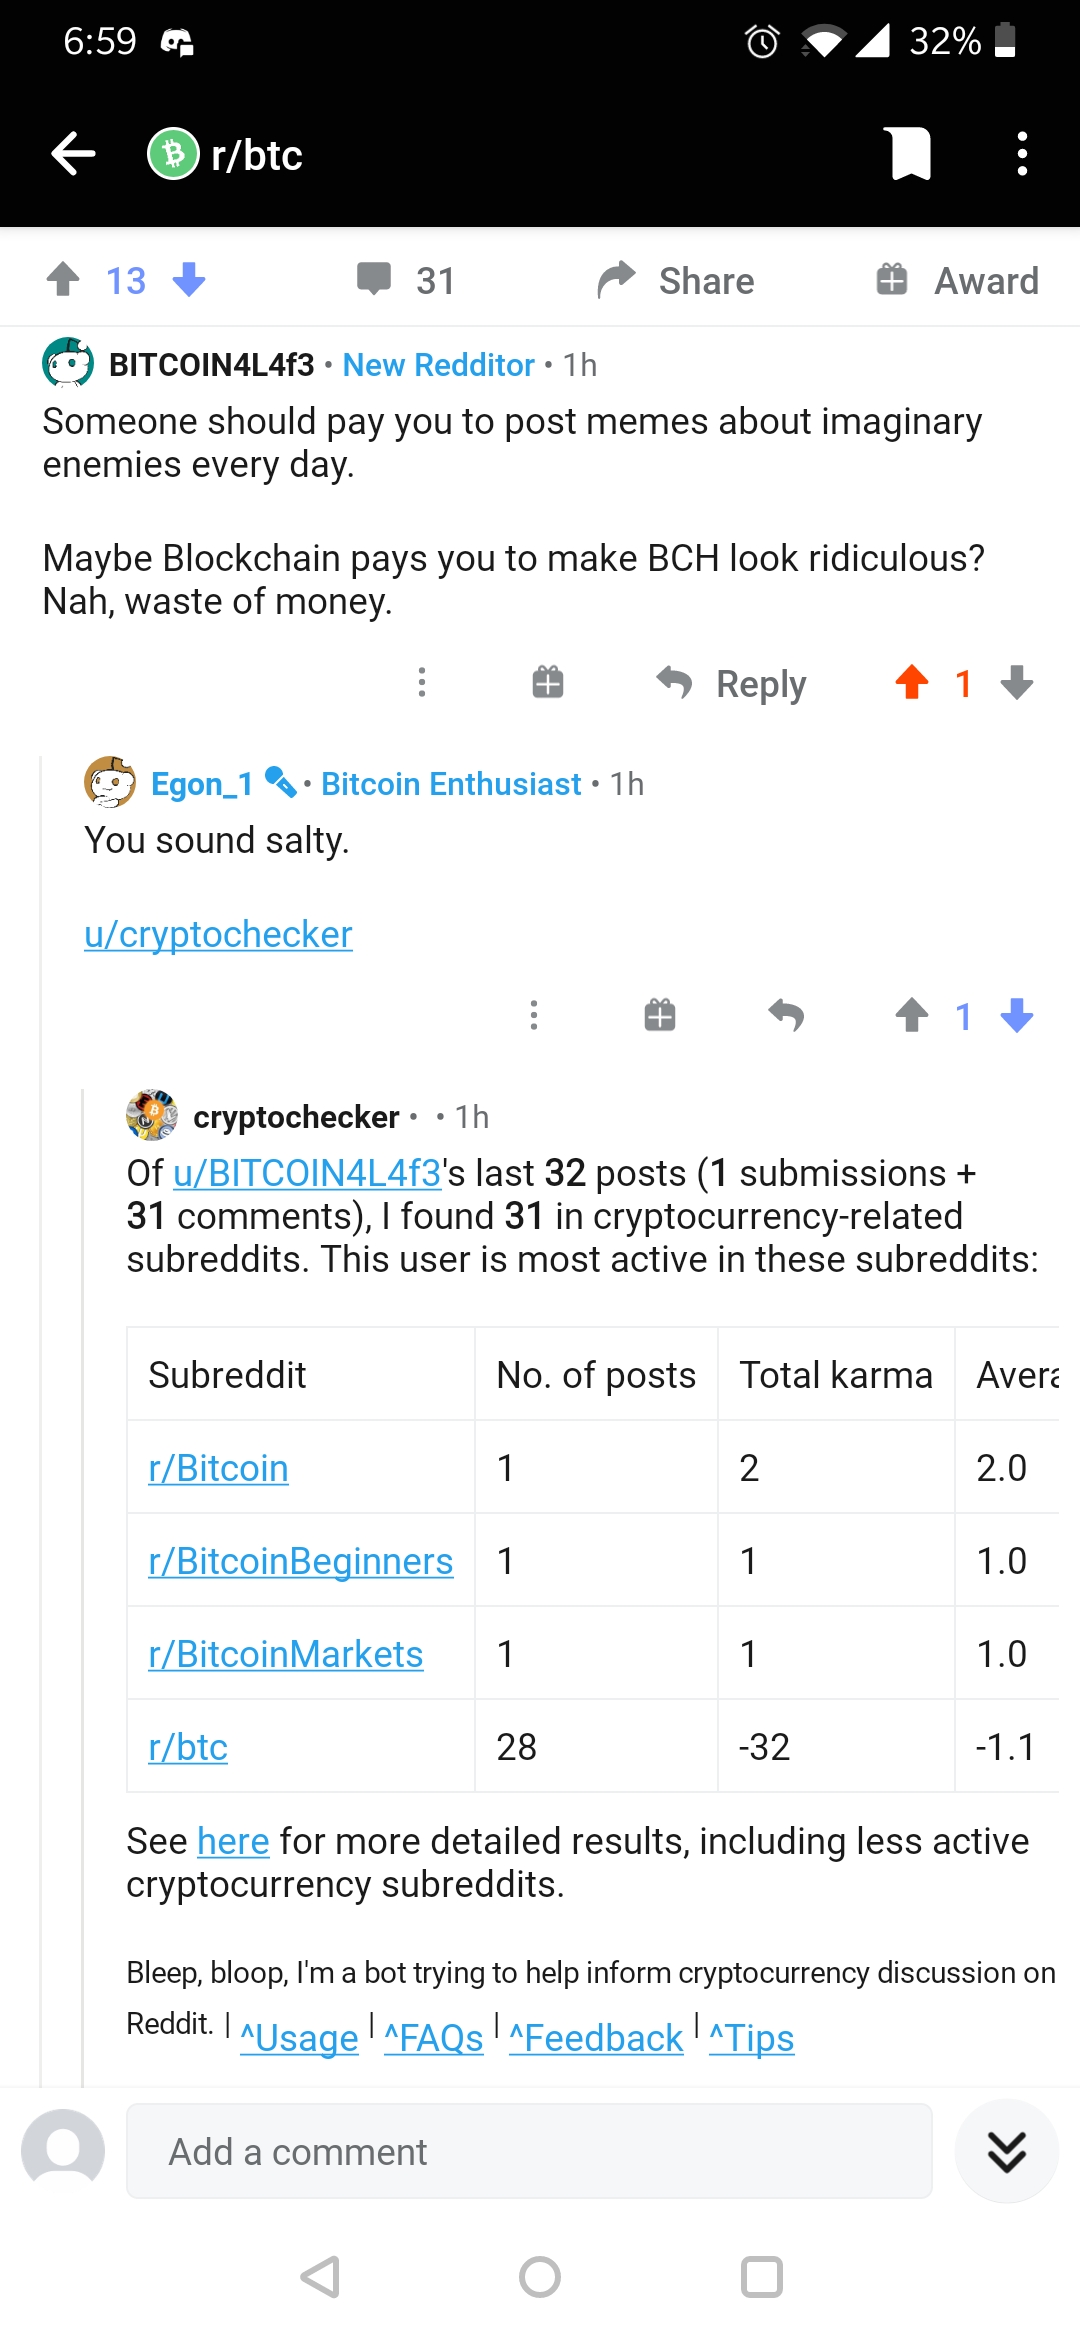 6:59 32%
r/btc
13 31 Share Award
BITCOIN4L4f3 • New Redditor • 1h
Someone should pay you to post memes about imaginary
enemies every day.
Maybe Blockchain pays you to make BCH look ridiculous?
Nah, waste of money.
Reply 1
Egon_1 • Bitcoin Enthusiast • 1h
You sound salty.
u/cryptochecker
1
cryptochecker • • 1h
Of u/BITCOIN4L4f3's last 32 posts (1 submissions +
31 comments), I found 31 in cryptocurrency-related
subreddits. This user is most active in these subreddits:
Subreddit No. of posts Total karma Avera
r/Bitcoin 1 2 2.0
r/BitcoinBeginners 1 1 1.0
r/BitcoinMarkets 1 1 1.0
r/btc 28 -32 -1.1
See here for more detailed results, including less active
cryptocurrency subreddits.
Bleep, bloop, I'm a bot trying to help inform cryptocurrency discussion on
Reddit. | ^Usage | ^FAQs | ^Feedback | ^Tips
Add a comment